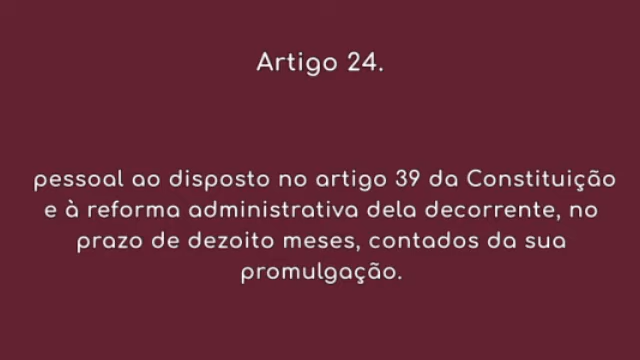 Artigo 24.
pessoal ao disposto no artigo 39 da Constituição
e à reforma administrativa dela decorrente, no
prazo de dezoito meses, contados da sua
promulgação.